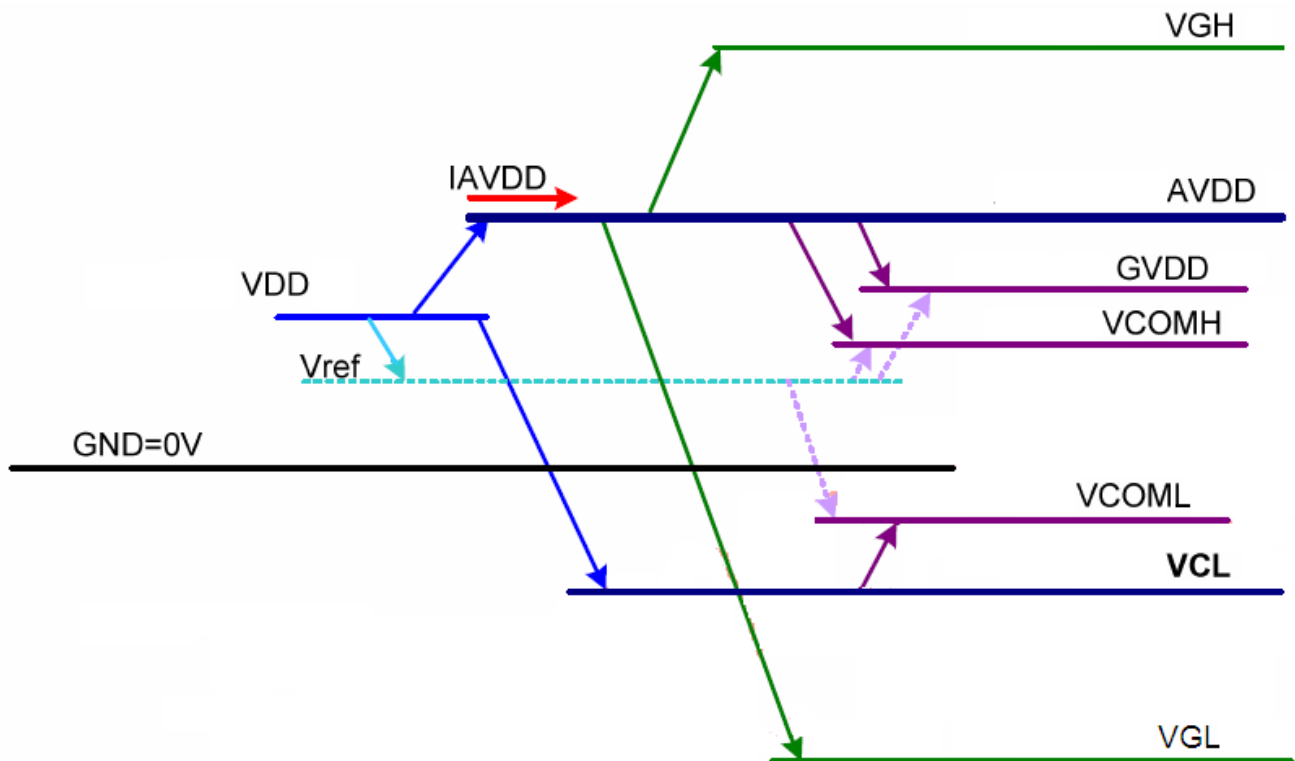 VGH
IAVDD
AVDD
VDD
GVDD
VCOMH
Vref
GND=0V
VCOML
VCL
VGL